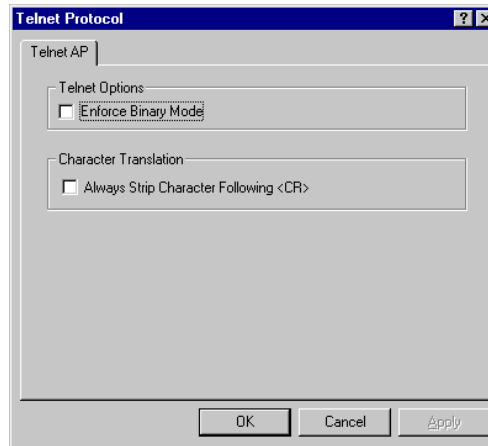 Telnet Protocol
Telnet AP
Telnet Options
Enforce Binary Mode
Character Translation
Always Strip Character Following <CR>
OK Cancel Apply